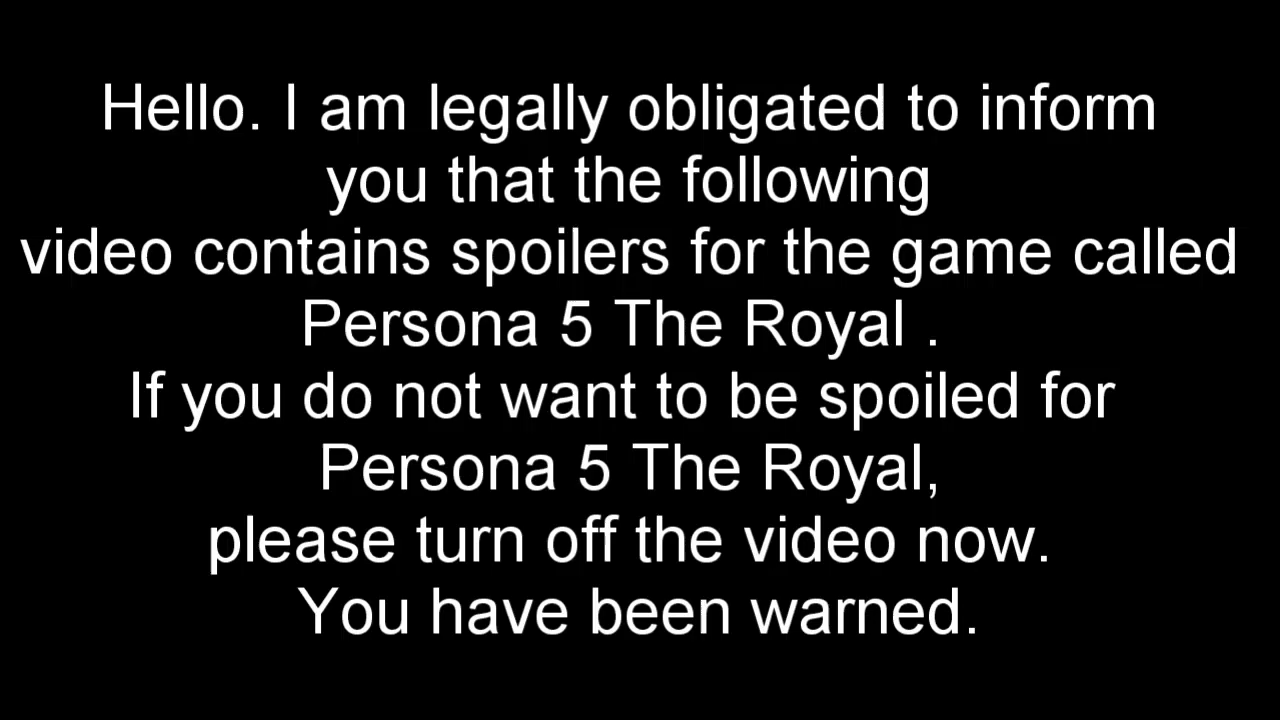 Hello. I am legally obligated to inform
you that the following
video contains spoilers for the game called
Persona 5 The Royal .
If you do not want to be spoiled for
Persona 5 The Royal,
please turn off the video now.
You have been warned.